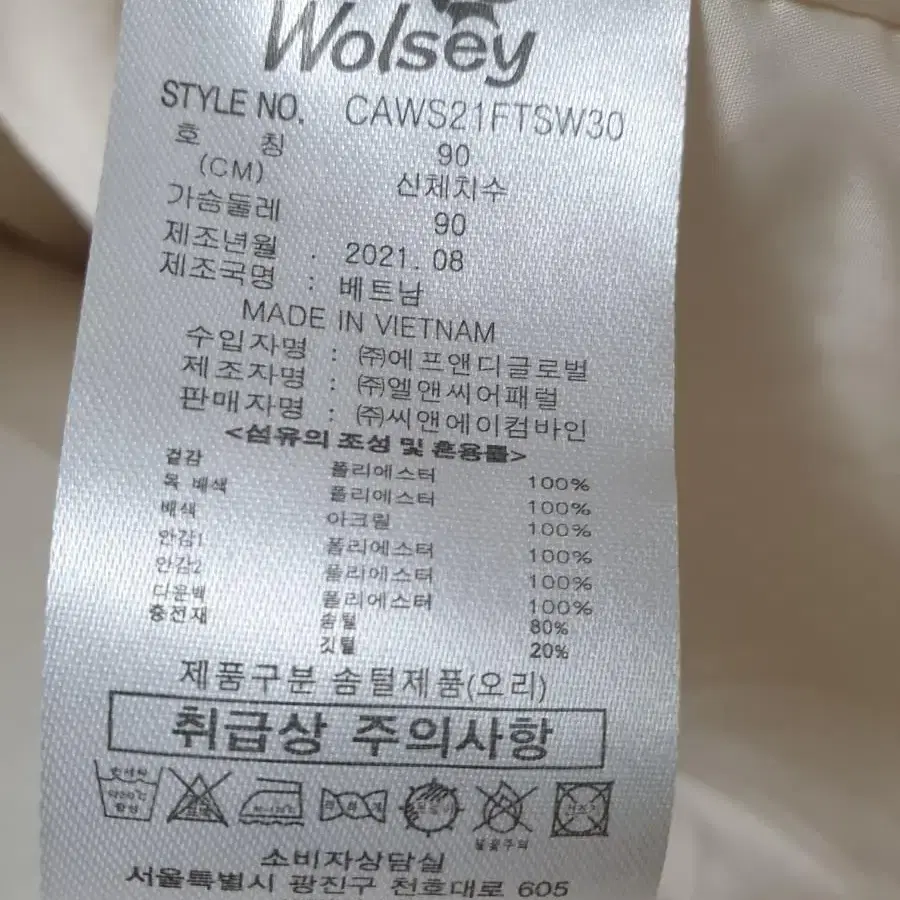 Wolsey
STYLE NO. CAWS21FTSW30
호 칭 90
(CM) 신체치수
가슴둘레 90
제조년월 . 2021. 08
제조국명 : 베트남
MADE IN VIETNAM
수입자명 : ㈜에프앤디글로벌
제조자명 : ㈜엘앤씨어패럴
판매자명 : ㈜씨앤에이컴바인
<섬유의 조성 및 혼용률>
겉감 폴리에스터 100%
목 배색 폴리에스터 100%
배색 아크릴 100%
안감1 폴리에스터 100%
안감2 폴리에스터 100%
다운백 폴리에스터 100%
충전재 솜털 80%
깃털 20%
제품구분 솜털제품(오리)
취급상 주의사항
불꽃주의
소비자상담실
서울특별시 광진구 천호대로 605